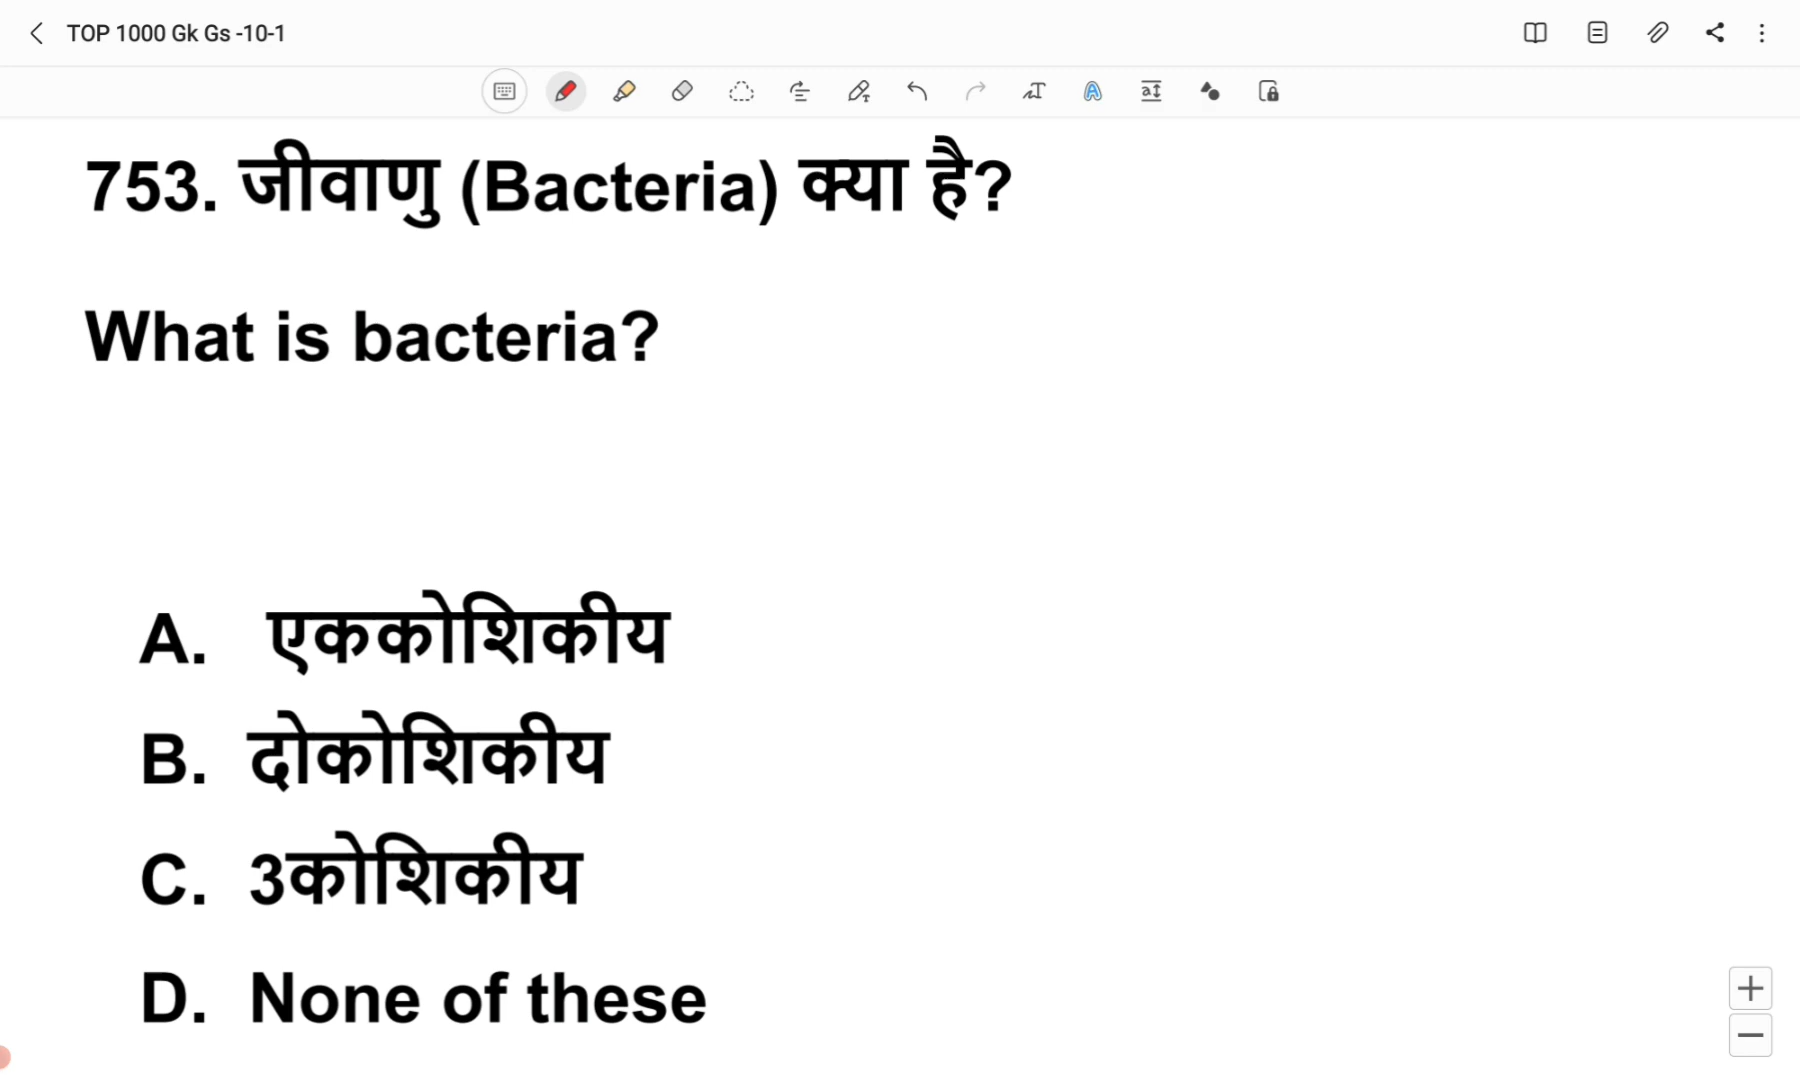 TOP 1000 Gk Gs -10-1
753. जीवाणु (Bacteria) क्या है?
What is bacteria?
A. एककोशिकीय
B. दोकोशिकीय
C. 3कोशिकीय
D. None of these